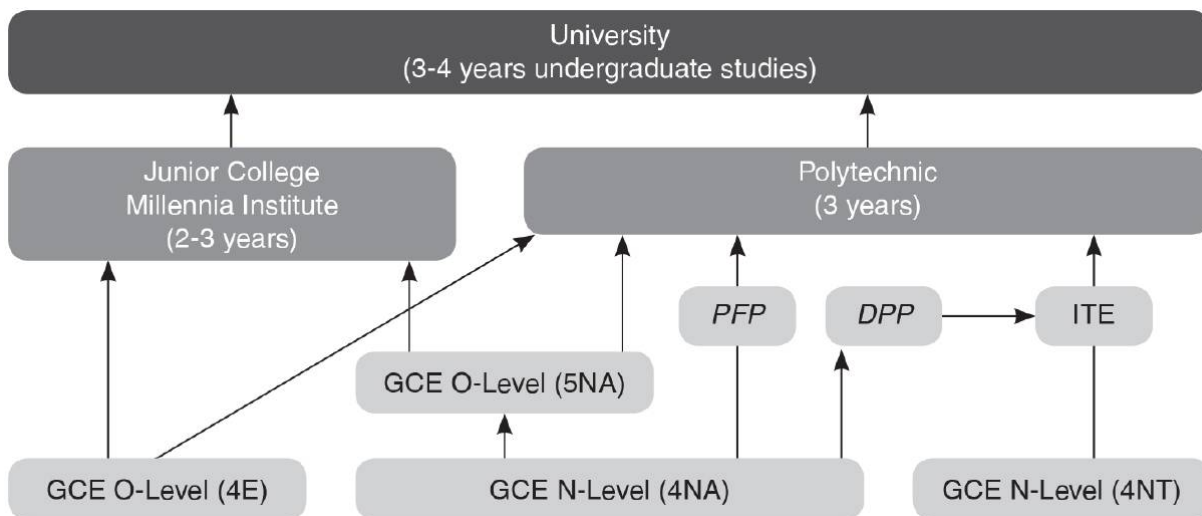 University
(3-4 years undergraduate studies)
Junior College
Millennia Institute
(2-3 years)
Polytechnic
(3 years)
PFP
DPP
ITE
GCE O-Level (5NA)
GCE O-Level (4E)
GCE N-Level (4NA)
GCE N-Level (4NT)